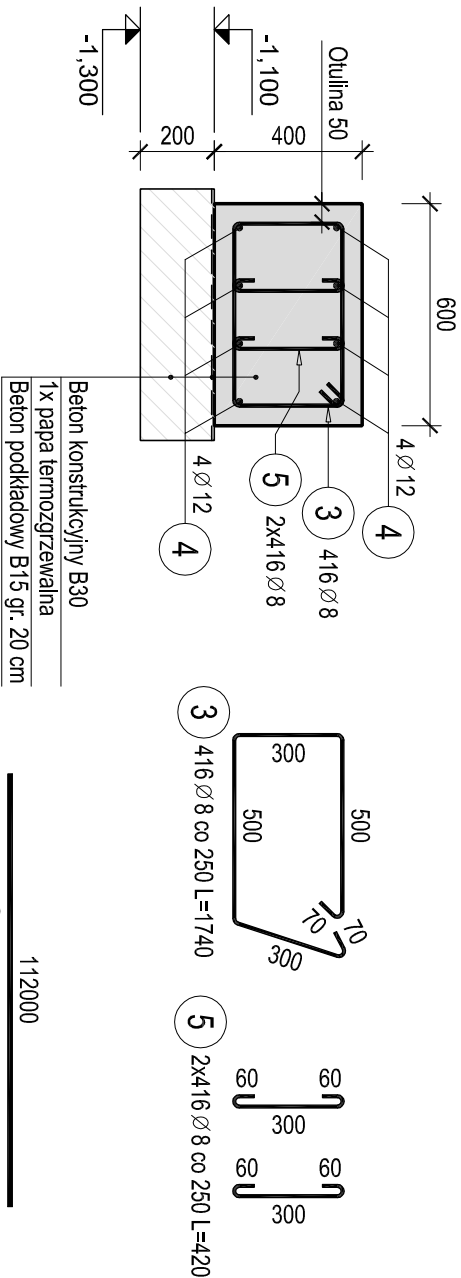 600
Otulina 50
400
200
-1,100
-1,300
4 Ø 12
4
3 416 Ø 8
5 2x416 Ø 8
4 Ø 12
4
Beton konstrukcyjny B30
1x papa termozgrzewalna
Beton podkładowy B15 gr. 20 cm
500
300
500
70
70
300
3 416 Ø 8 co 250 L=1740
60
60
300
60
60
300
5 2x416 Ø 8 co 250 L=420
112000